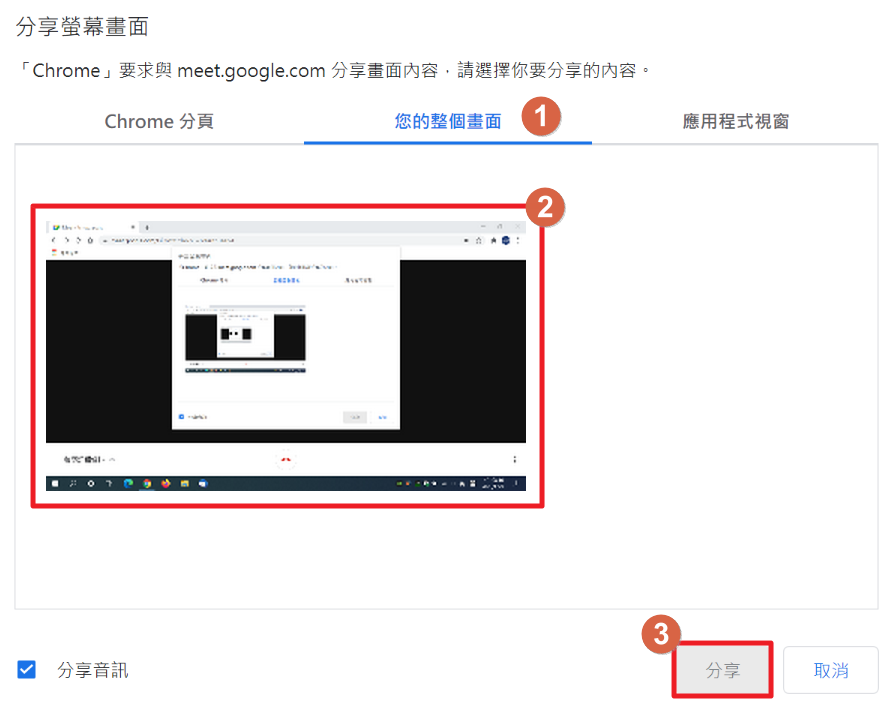 分享螢幕畫面
「Chrome」要求與 meet.google.com 分享畫面內容，請選擇你要分享的內容。
Chrome 分頁
您的整個畫面
1
應用程式視窗
2
3
分享音訊
分享
取消